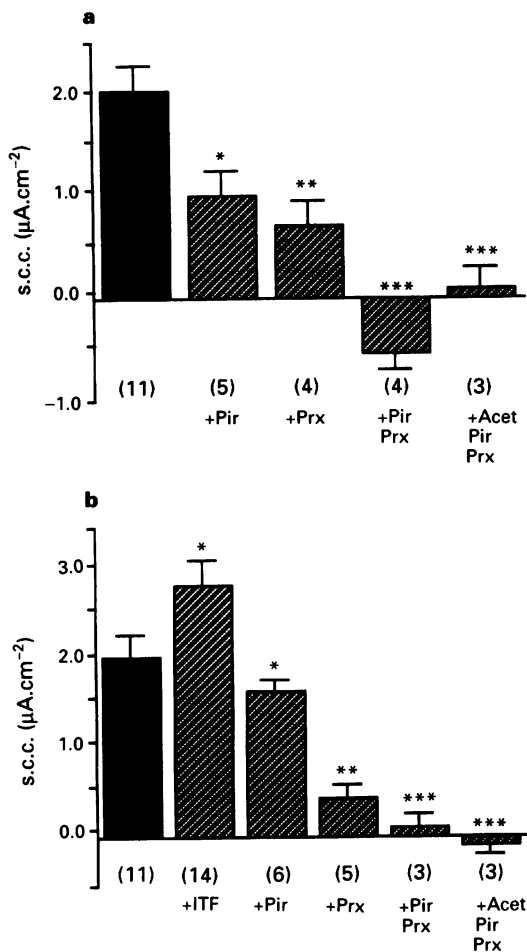 a
s.c.c. (μA.cm⁻²)
2.0
1.0
0.0
−1.0
*
**
***
***
(11) (5) (4) (4) (3)
+Pir +Prx +Pir +Acet
Prx Pir
Prx
b
s.c.c. (μA.cm⁻²)
3.0
2.0
1.0
0.0
*
*
**
***
***
(11) (14) (6) (5) (3) (3)
+ITF +Pir +Prx +Pir +Acet
Prx Pir
Prx